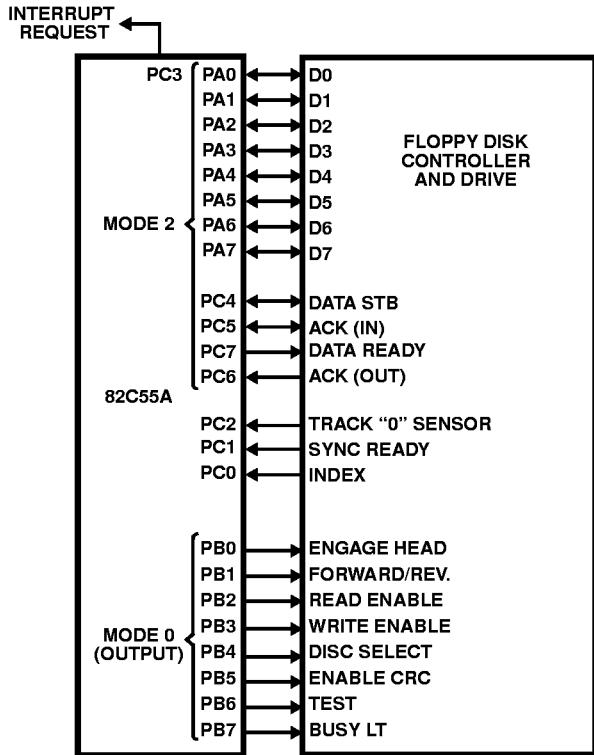 INTERRUPT
REQUEST
PC3 PA0 D0
PA1 D1
PA2 D2
PA3 D3
PA4 D4
PA5 D5
PA6 D6
PA7 D7
FLOPPY DISK
CONTROLLER
AND DRIVE
MODE 2
PC4 DATA STB
PC5 ACK (IN)
PC7 DATA READY
PC6 ACK (OUT)
82C55A
PC2 TRACK “0” SENSOR
PC1 SYNC READY
PC0 INDEX
PB0 ENGAGE HEAD
PB1 FORWARD/REV.
PB2 READ ENABLE
PB3 WRITE ENABLE
MODE 0
(OUTPUT)
PB4 DISC SELECT
PB5 ENABLE CRC
PB6 TEST
PB7 BUSY LT